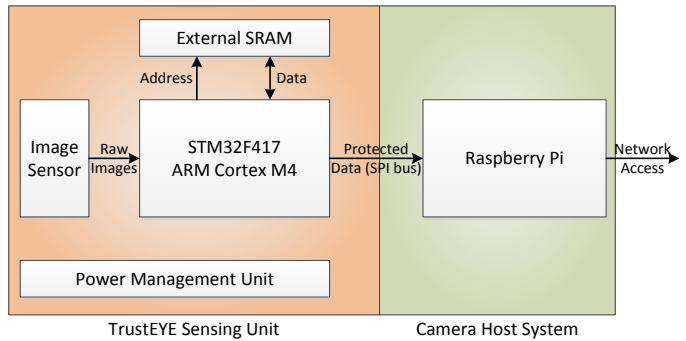 External SRAM
Address
Data
Image
Sensor
Raw
Images
STM32F417
ARM Cortex M4
Protected
Data (SPI bus)
Raspberry Pi
Network
Access
Power Management Unit
TrustEYE Sensing Unit
Camera Host System